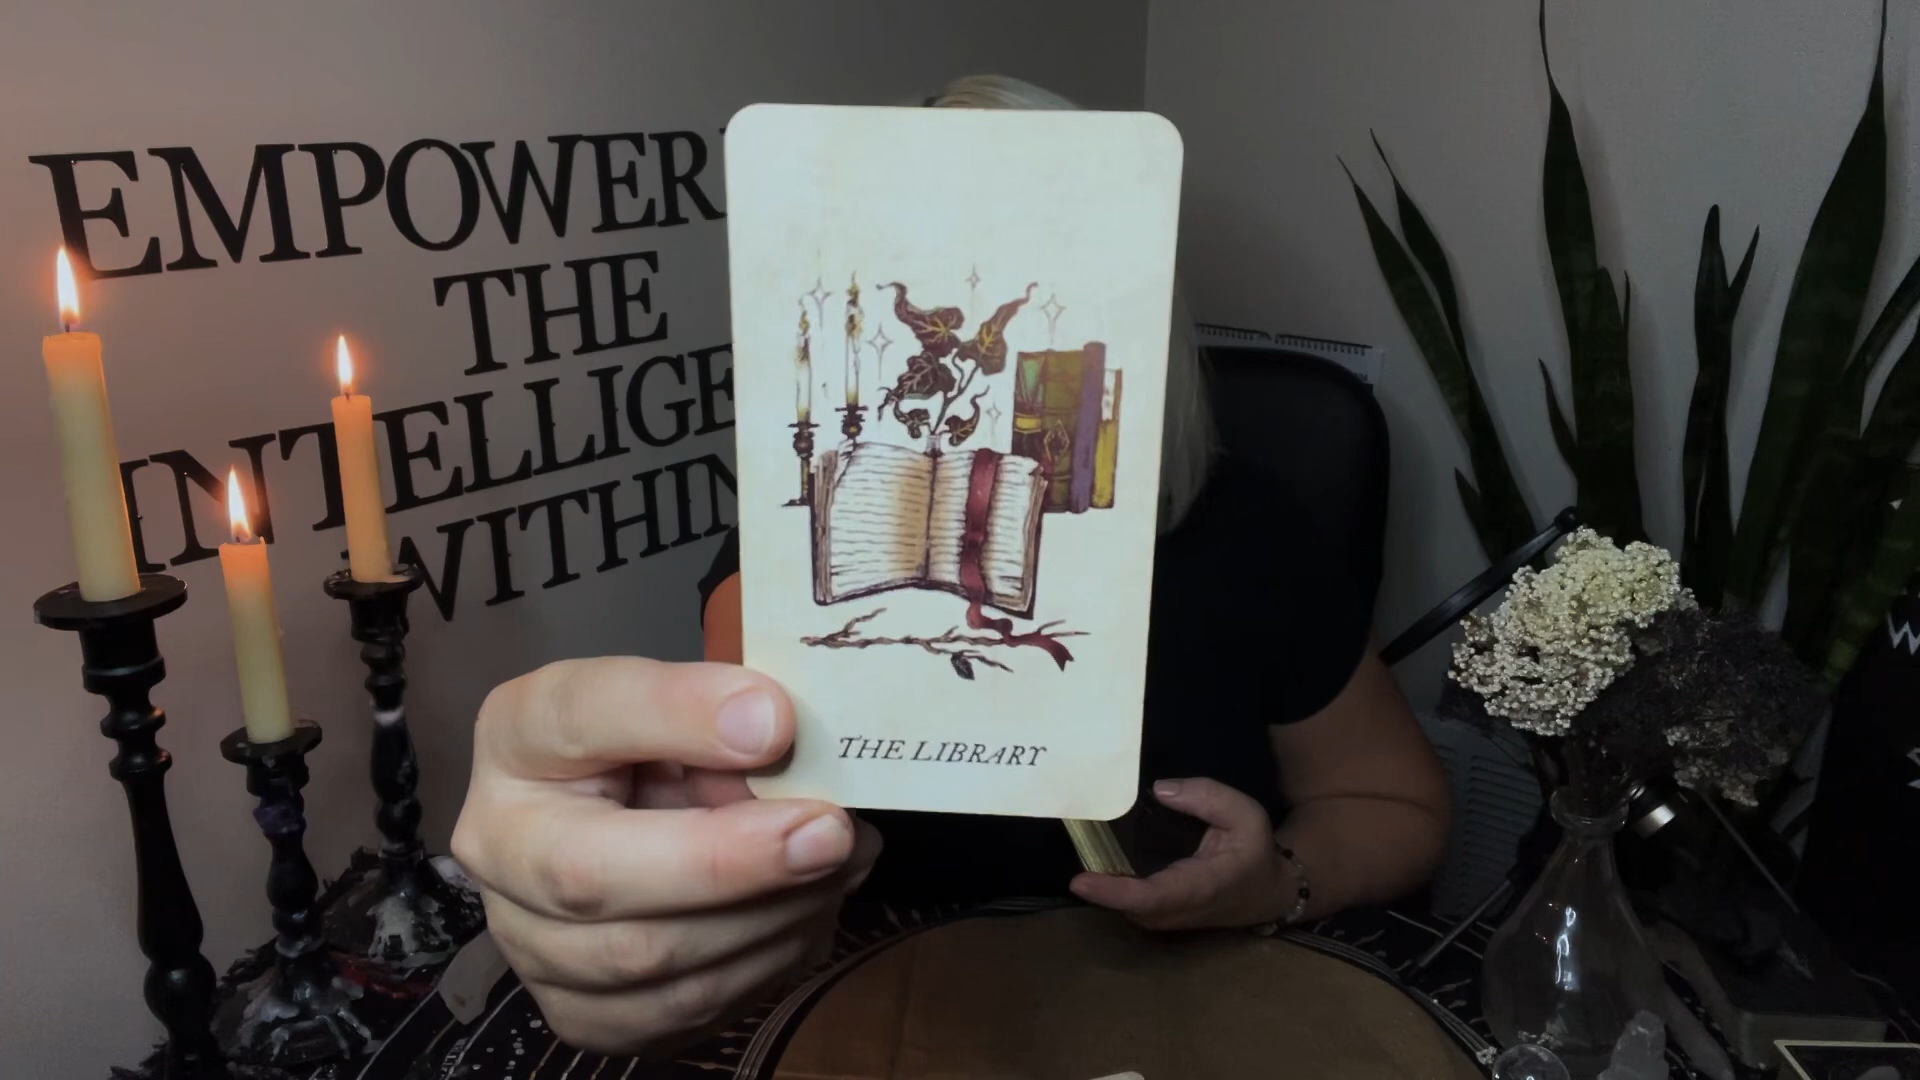 EMPOWER
THE
INTELLIGE
WITHIN
THE LIBRARY